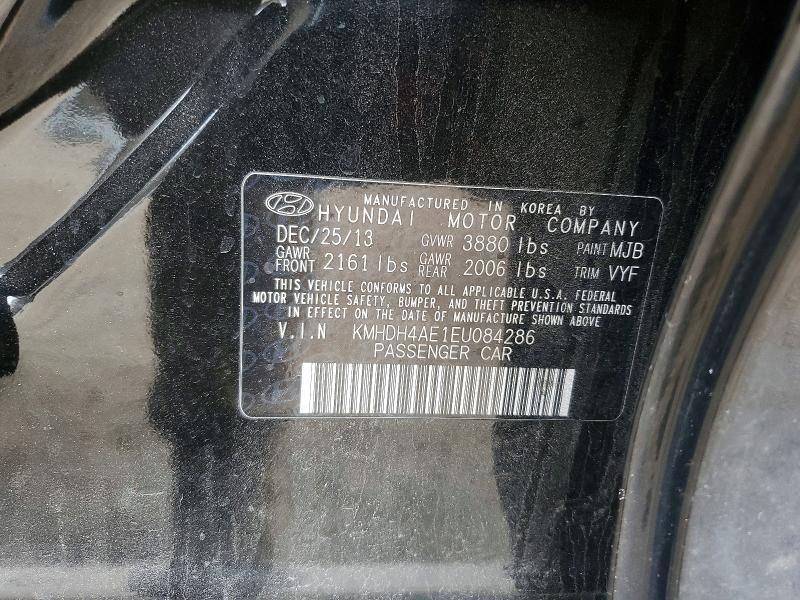 MANUFACTURED IN KOREA BY
HYUNDAI MOTOR COMPANY
DEC/25/13 GVWR 3880 lbs PAINT MJB
GAWR FRONT 2161 lbs GAWR REAR 2006 lbs TRIM VYF
THIS VEHICLE CONFORMS TO ALL APPLICABLE U.S.A. FEDERAL
MOTOR VEHICLE SAFETY, BUMPER, AND THEFT PREVENTION STANDARDS
IN EFFECT ON THE DATE OF MANUFACTURE SHOWN ABOVE
V.I.N KMHDH4AE1EU084286
PASSENGER CAR